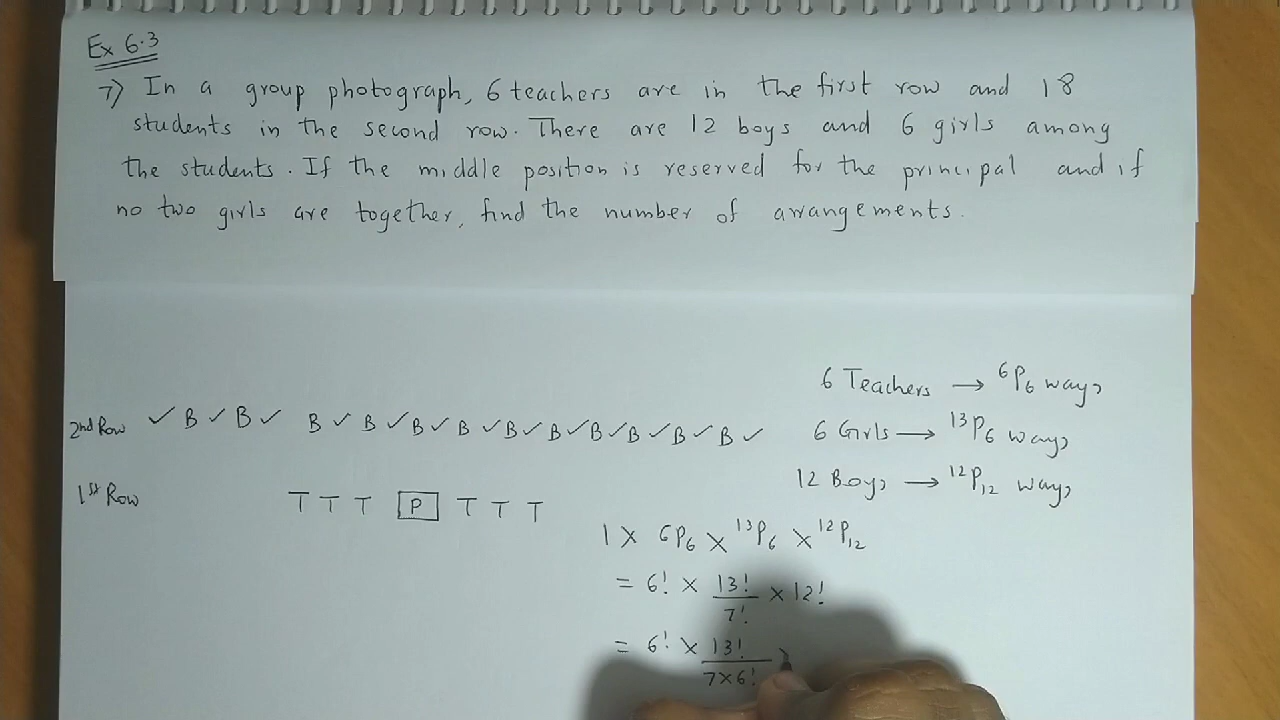 Ex 6.3
7) In a group photograph, 6 teachers are in the first row and 18
students in the second row. There are 12 boys and 6 girls among
the students. If the middle position is reserved for the principal and if
no two girls are together, find the number of arrangements.
6 Teachers → ⁶P₆ ways
2nd Row ✓ B ✓ B ✓ B ✓ B ✓ B ✓ B ✓ B ✓ B ✓ B ✓ B ✓ B ✓ B ✓
6 Girls → ¹³P₆ ways
12 Boys → ¹²P₁₂ ways
1st Row T T T P T T T
1 × 6P₆ × ¹³P₆ × ¹²P₁₂
= 6! × 13!/7! × 12!
= 6! × 13!/7×6!